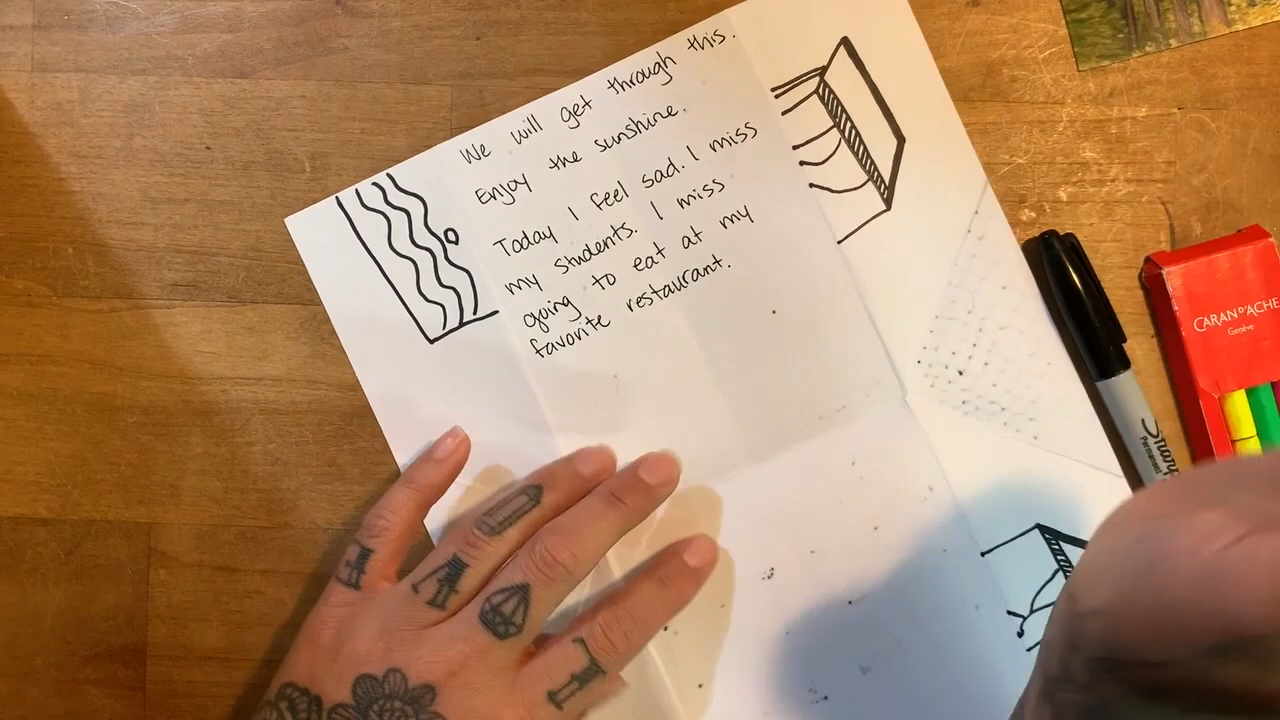 We will get through this.
Enjoy the sunshine.
Today I feel sad. I miss
my students. I miss
going to eat at my
favorite restaurant.
CARAN D'ACHE
Genève
Sharp
Permanent